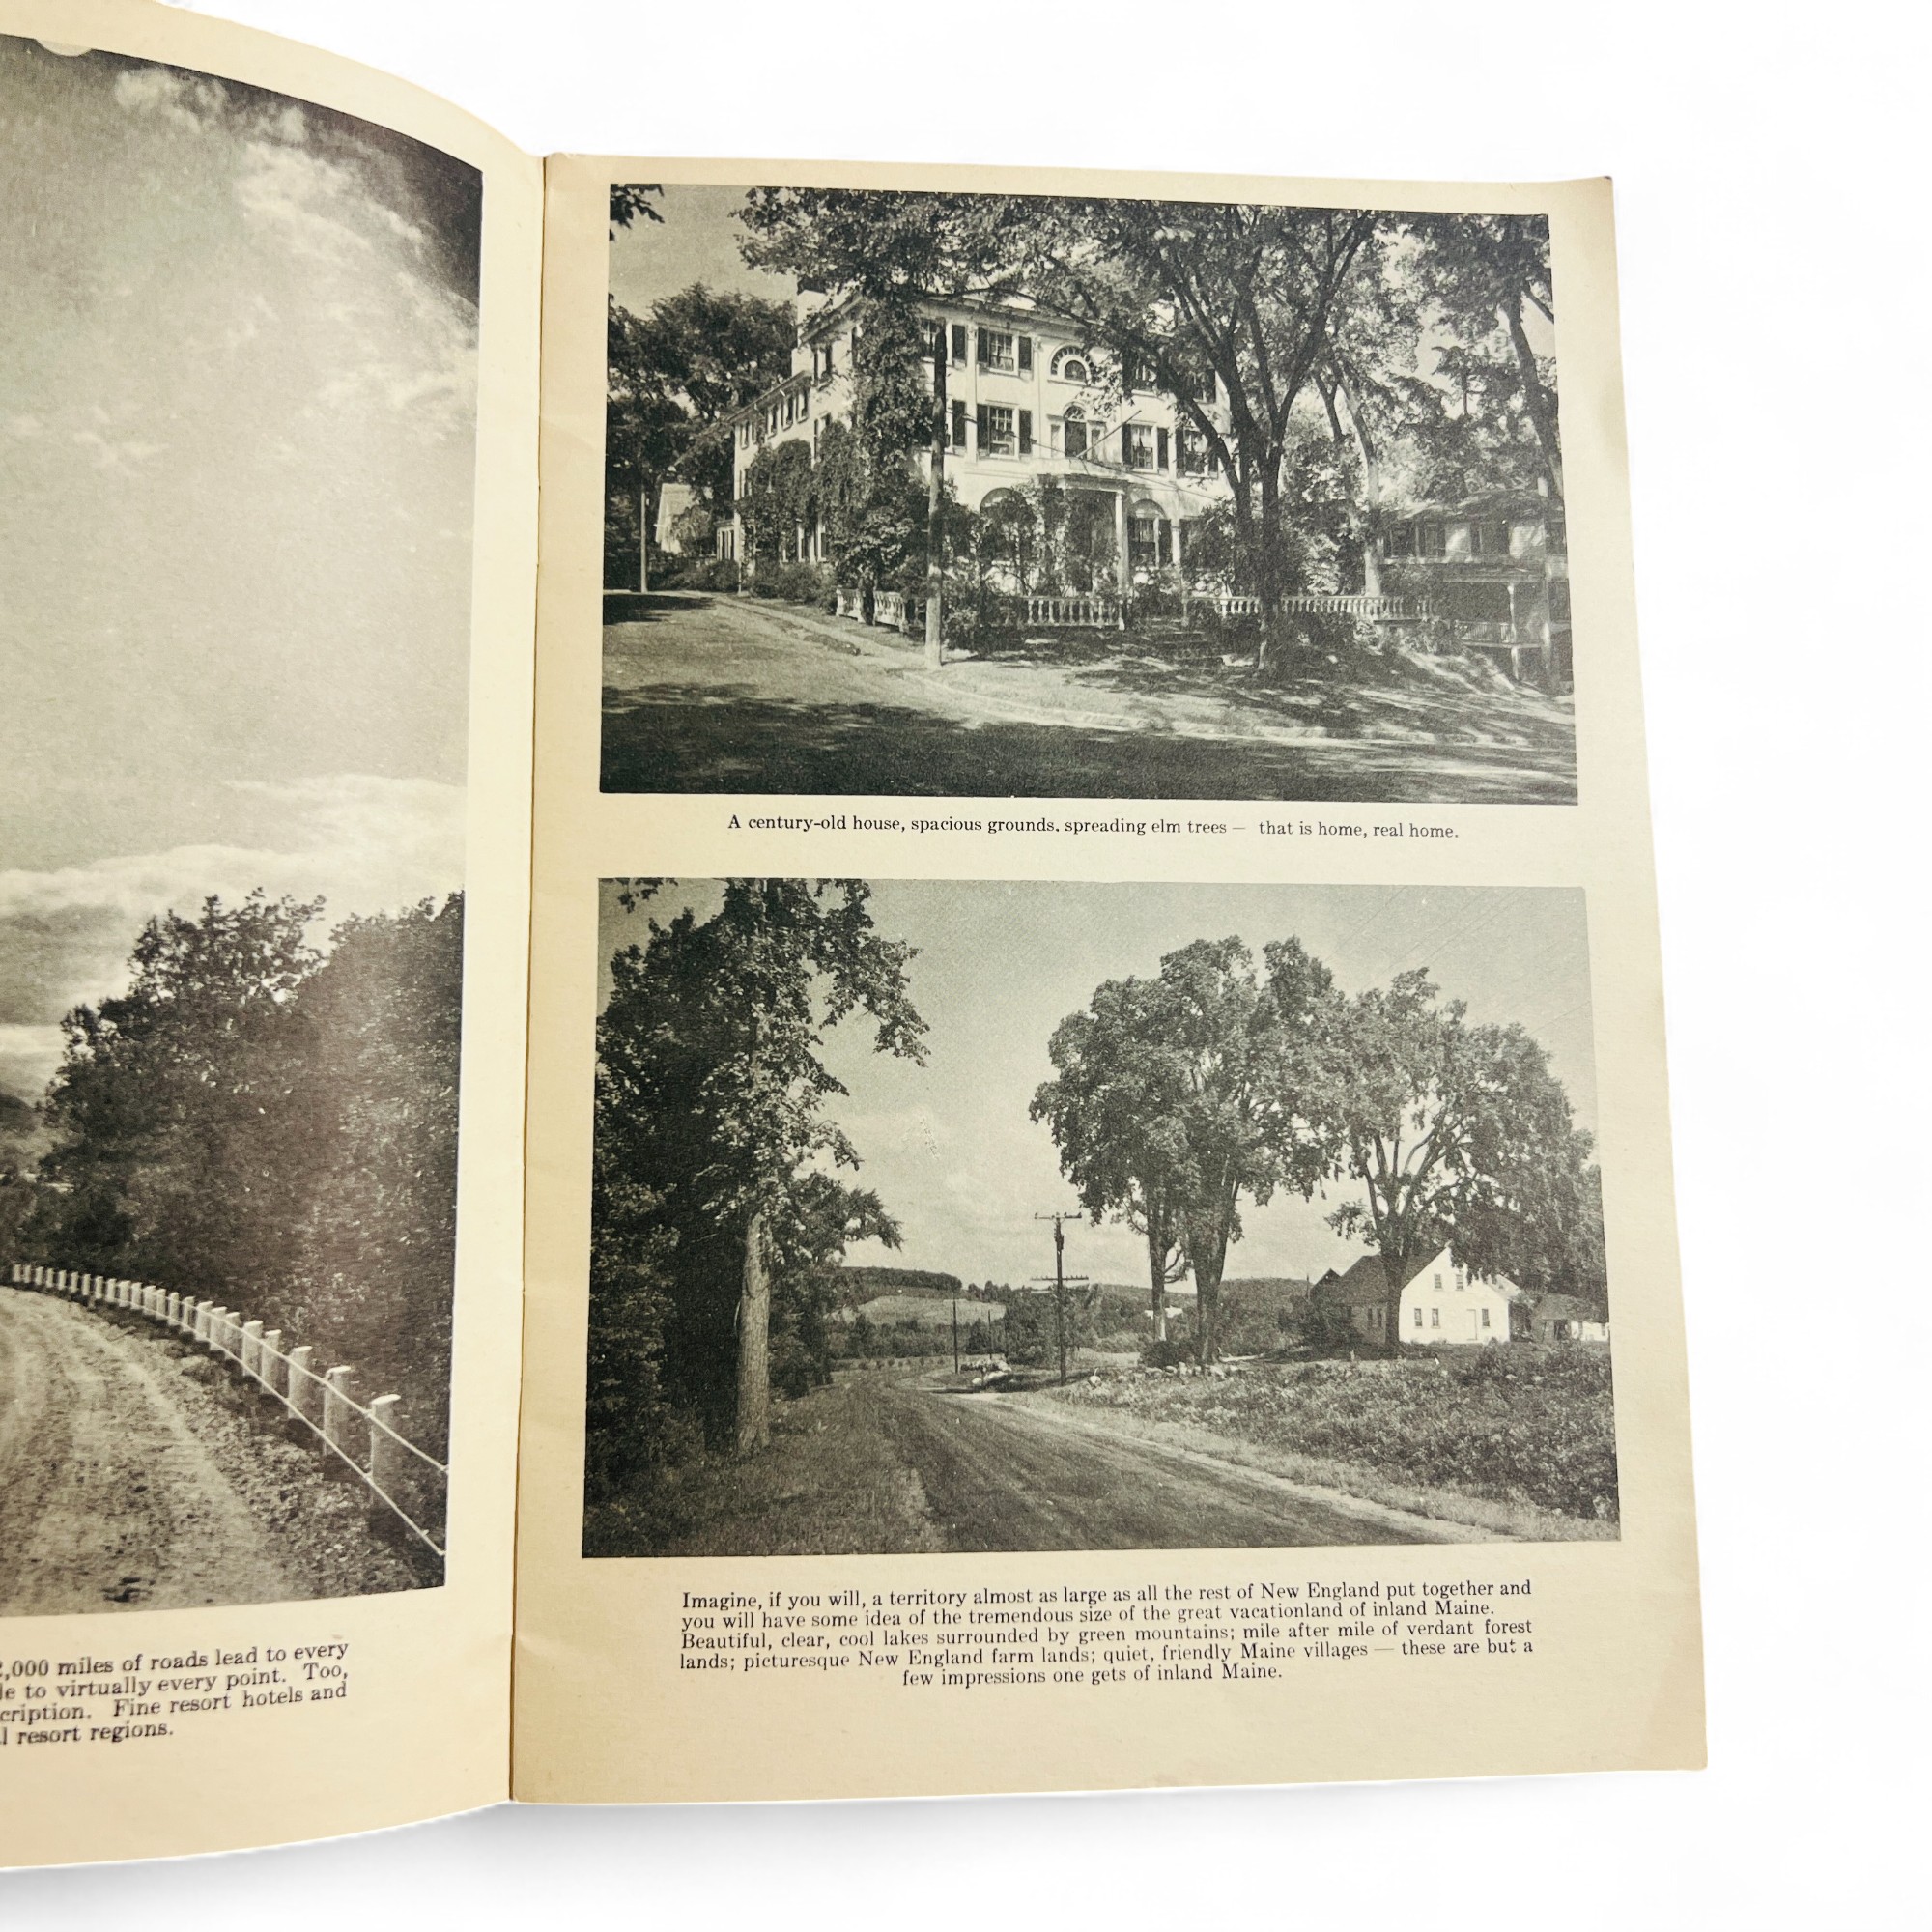 ,000 miles of roads lead to every
le to virtually every point. Too,
cription. Fine resort hotels and
l resort regions.
A century-old house, spacious grounds. spreading elm trees — that is home, real home.
Imagine, if you will, a territory almost as large as all the rest of New England put together and
you will have some idea of the tremendous size of the great vacationland of inland Maine.
Beautiful, clear, cool lakes surrounded by green mountains; mile after mile of verdant forest
lands; picturesque New England farm lands; quiet, friendly Maine villages — these are but a
few impressions one gets of inland Maine.